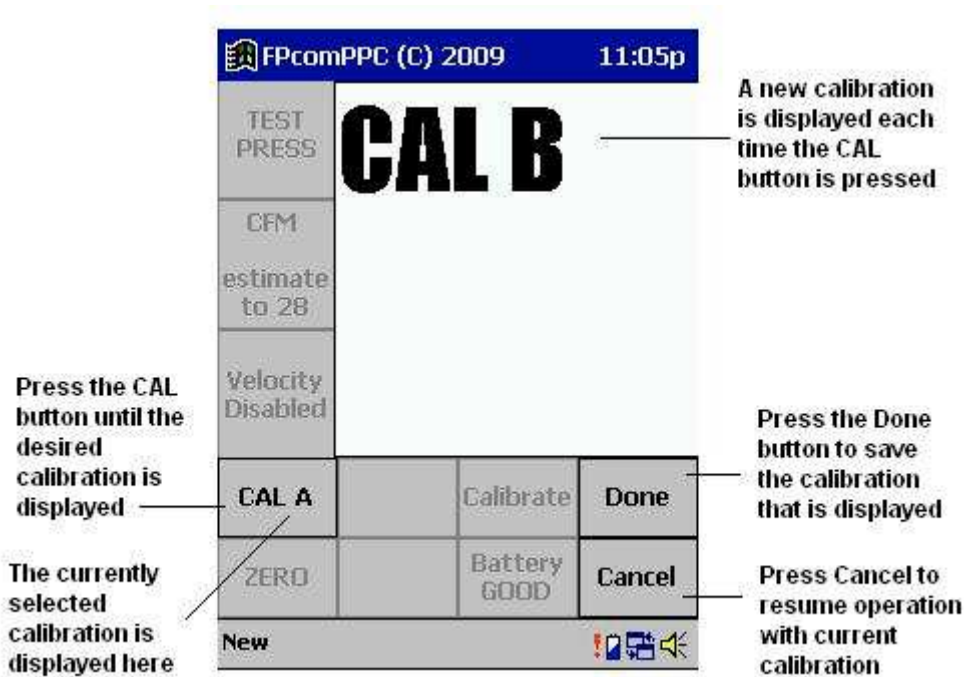 FPcomPPC (C) 2009 11:05p
TEST
PRESS
CAL B
CFM
estimate
to 28
Velocity
Disabled
CAL A
Calibrate
Done
ZERO
Battery
GOOD
Cancel
New
A new calibration
is displayed each
time the CAL
button is pressed
Press the CAL
button until the
desired
calibration is
displayed
The currently
selected
calibration is
displayed here
Press the Done
button to save
the calibration
that is displayed
Press Cancel to
resume operation
with current
calibration